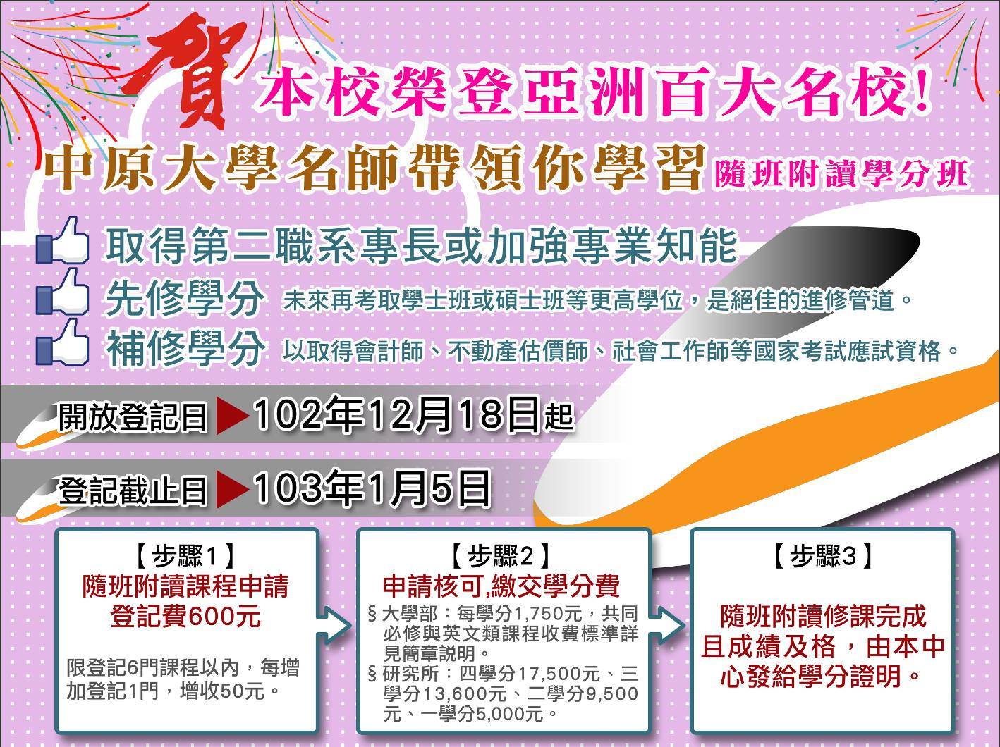 賀
本校榮登亞洲百大名校!
中原大學名師帶領你學習隨班附讀學分班
取得第二職系專長或加強專業知能
先修學分 未來再考取學士班或碩士班等更高學位，是絕佳的進修管道。
補修學分 以取得會計師、不動產估價師、社會工作師等國家考試應試資格。
開放登記日▶102年12月18日起
登記截止日▶103年1月5日
【步驟1】
隨班附讀課程申請
登記費600元
限登記6門課程以內，每增
加登記1門，增收50元。
【步驟2】
申請核可,繳交學分費
§大學部：每學分1,750元，共同
必修與英文類課程收費標準詳
見簡章說明。
§研究所：四學分17,500元、三
學分13,600元、二學分9,500
元、一學分5,000元。
【步驟3】
隨班附讀修課完成
且成績及格，由本中
心發給學分證明。